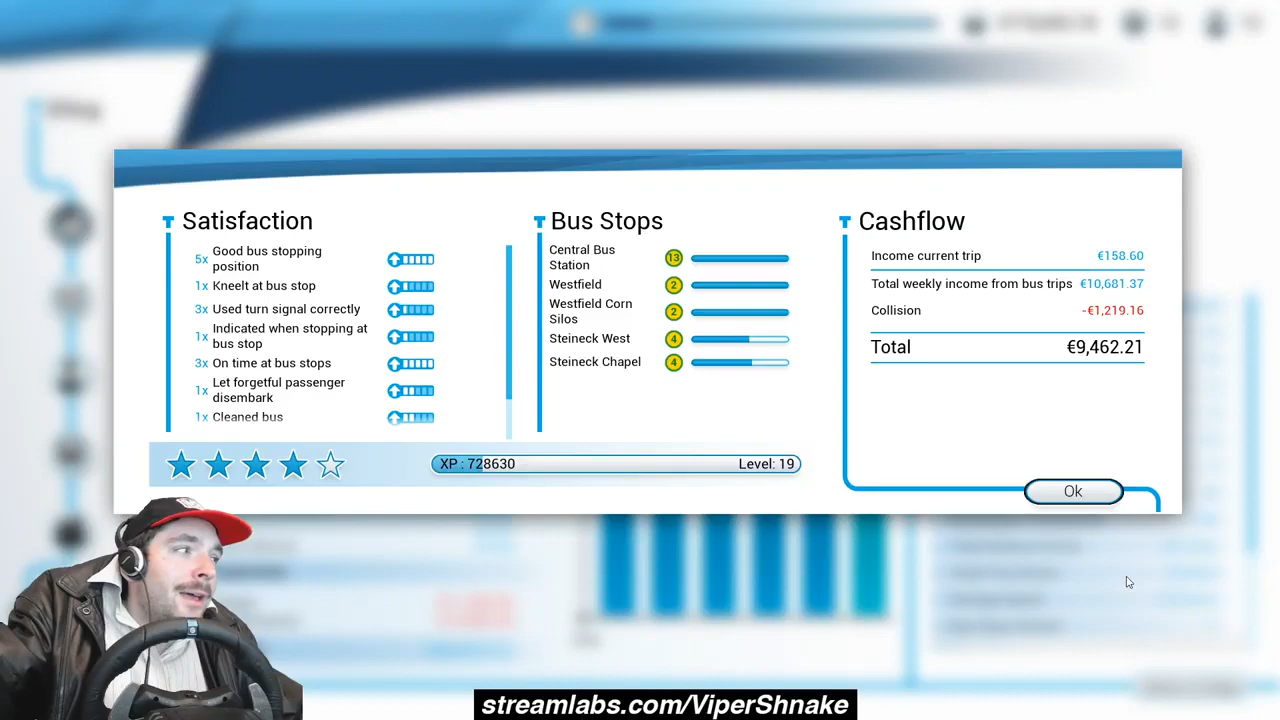 Satisfaction
5x Good bus stopping
position
1x Kneelt at bus stop
3x Used turn signal correctly
1x Indicated when stopping at
bus stop
3x On time at bus stops
1x Let forgetful passenger
disembark
1x Cleaned bus
XP : 728630 Level: 19
Bus Stops
Central Bus
Station 13
Westfield 2
Westfield Corn
Silos 2
Steineck West 4
Steineck Chapel 4
Cashflow
Income current trip €158.60
Total weekly income from bus trips €10,681.37
Collision -€1,219.16
Total €9,462.21
Ok
streamlabs.com/ViperShnake